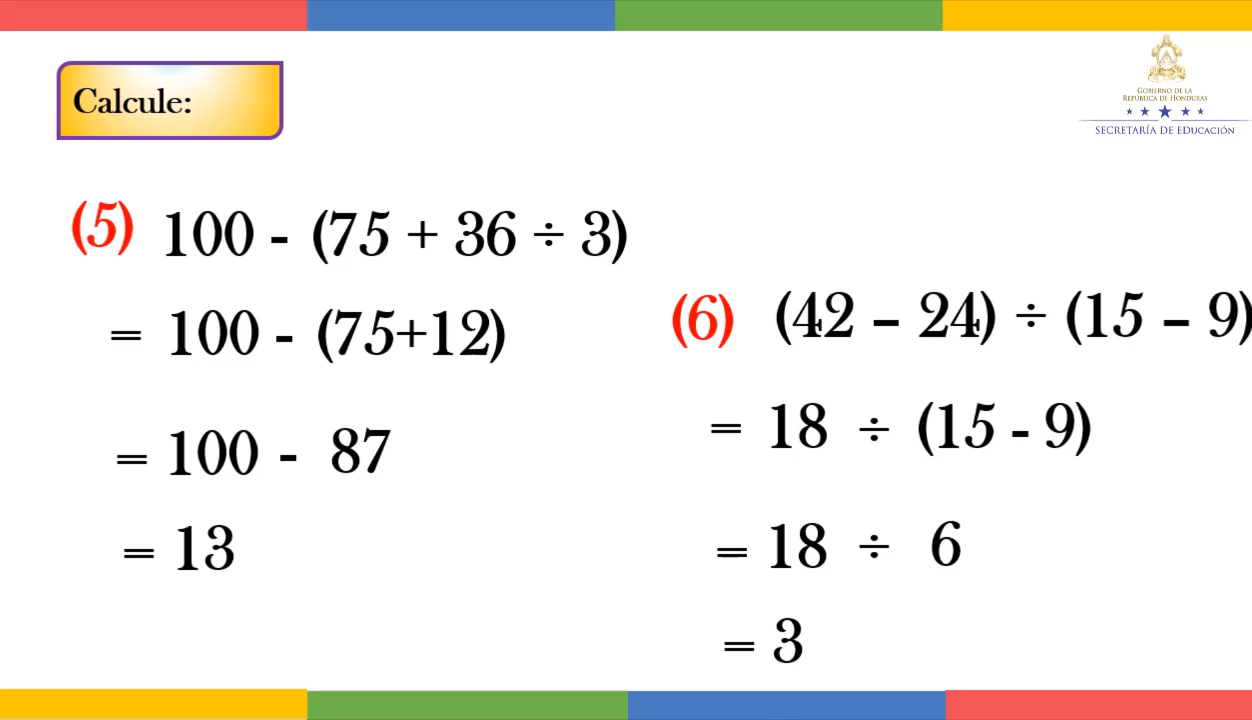 Calcule:
GOBIERNO DE LA
REPÚBLICA DE HONDURAS
SECRETARÍA DE EDUCACIÓN
(5) 100 - (75 + 36 ÷ 3)
= 100 - (75+12)
= 100 - 87
= 13
(6) (42 – 24) ÷ (15 – 9)
= 18 ÷ (15 - 9)
= 18 ÷ 6
= 3